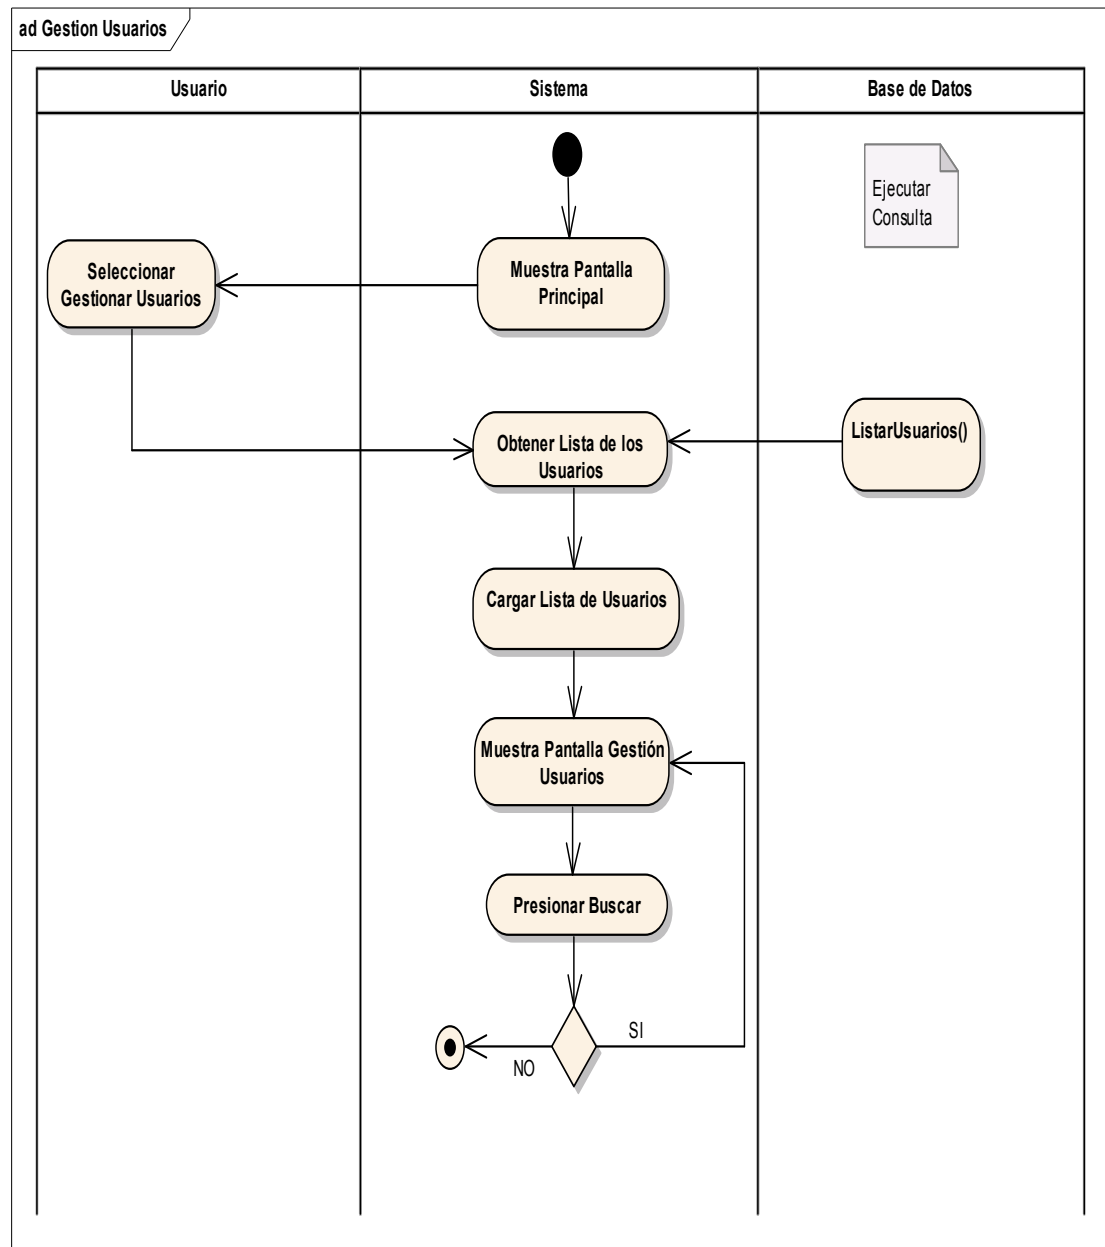 ad Gestion Usuarios
Usuario
Sistema
Base de Datos
Ejecutar
Consulta
Seleccionar
Gestionar Usuarios
Muestra Pantalla
Principal
Obtener Lista de los
Usuarios
ListarUsuarios()
Cargar Lista de Usuarios
Muestra Pantalla Gestión
Usuarios
Presionar Buscar
SI
NO